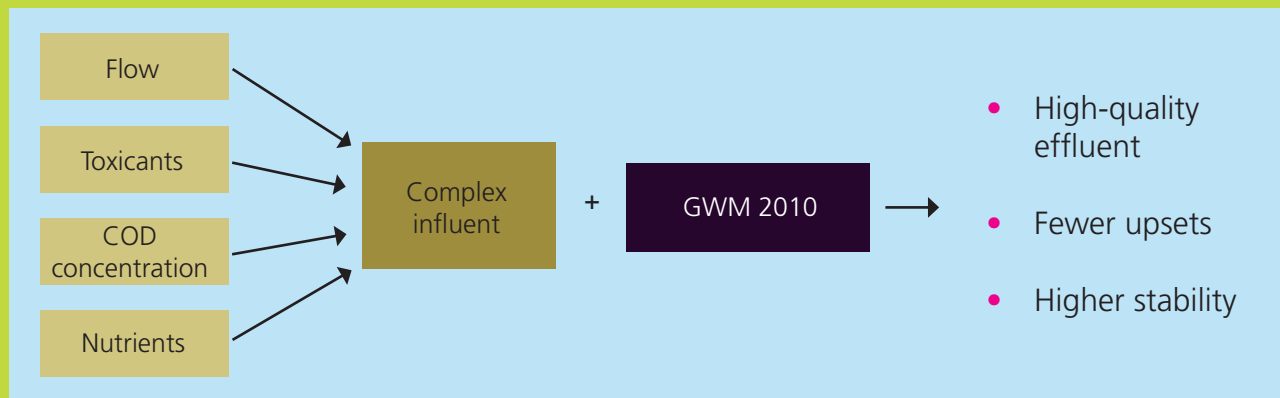 Flow
Toxicants
COD
concentration
Nutrients
Complex
influent
+
GWM 2010
• High-quality
effluent
• Fewer upsets
• Higher stability